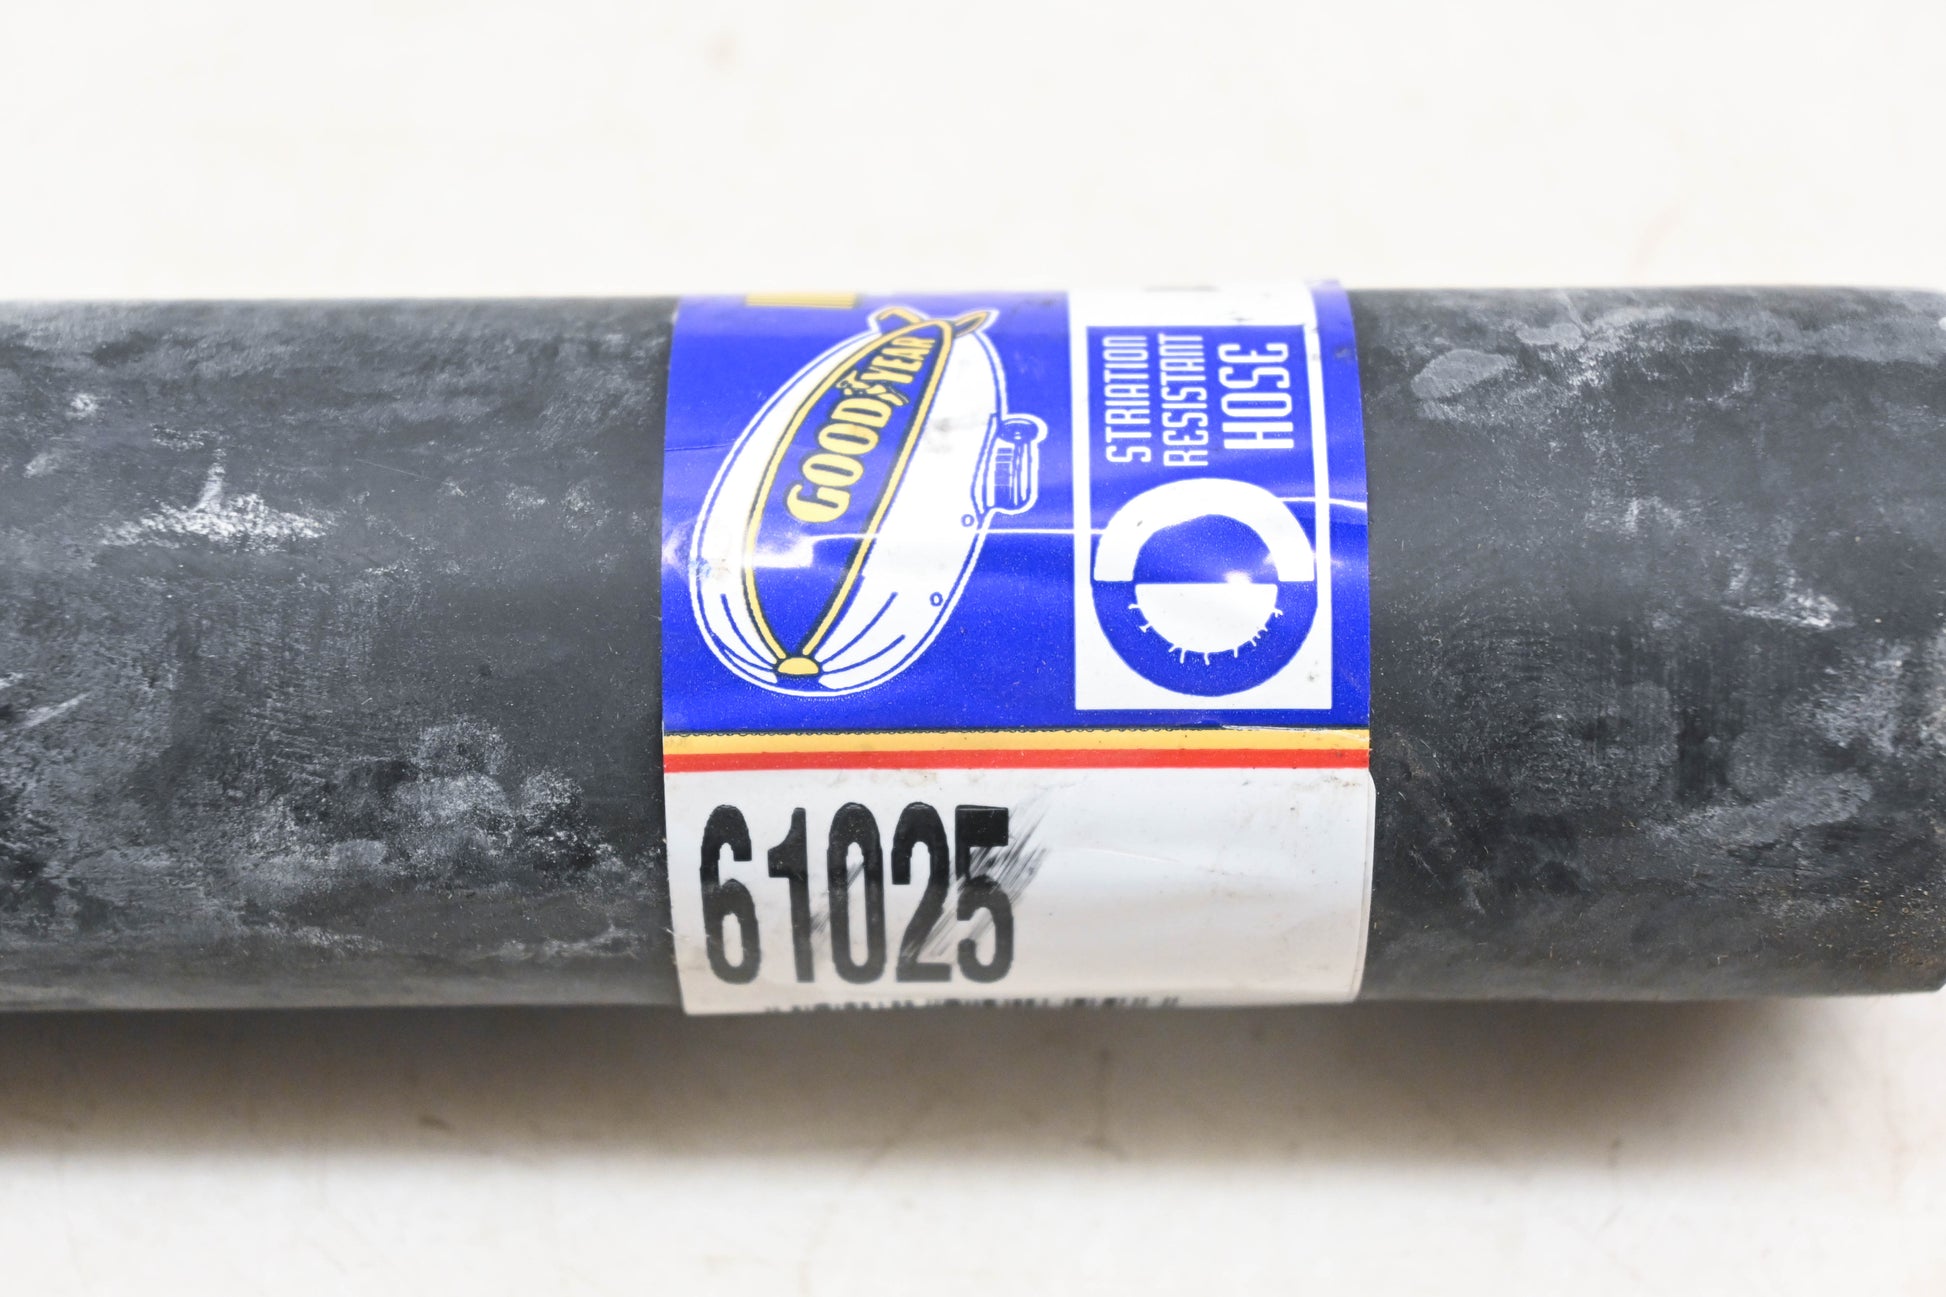 GOODYEAR
STRIATION
RESISTANT
HOSE
61025